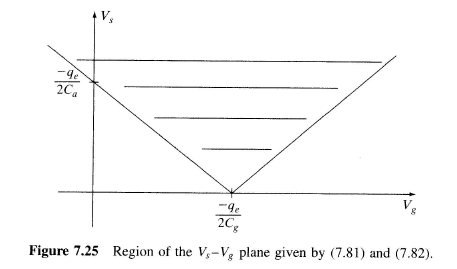 V_s
-q_e
2C_a
-q_e
2C_g
V_g
Figure 7.25 Region of the V_s–V_g plane given by (7.81) and (7.82).